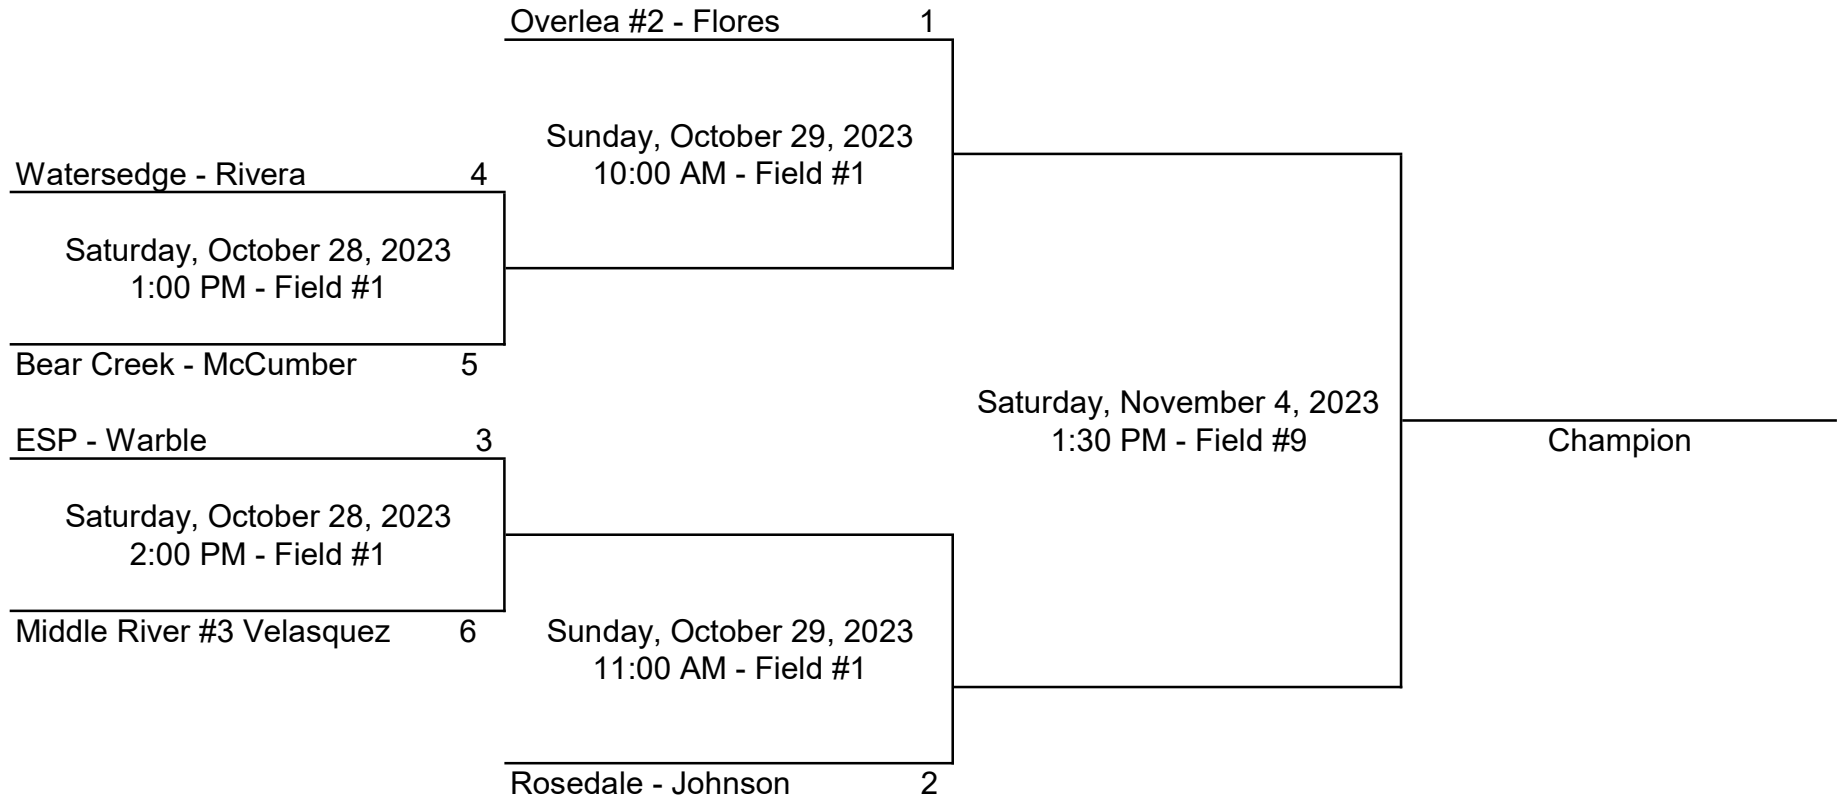 Overlea #2 - Flores 1
Sunday, October 29, 2023
10:00 AM - Field #1
Watersedge - Rivera 4
Saturday, October 28, 2023
1:00 PM - Field #1
Bear Creek - McCumber 5
Saturday, November 4, 2023
1:30 PM - Field #9
Champion
ESP - Warble 3
Saturday, October 28, 2023
2:00 PM - Field #1
Middle River #3 Velasquez 6
Sunday, October 29, 2023
11:00 AM - Field #1
Rosedale - Johnson 2